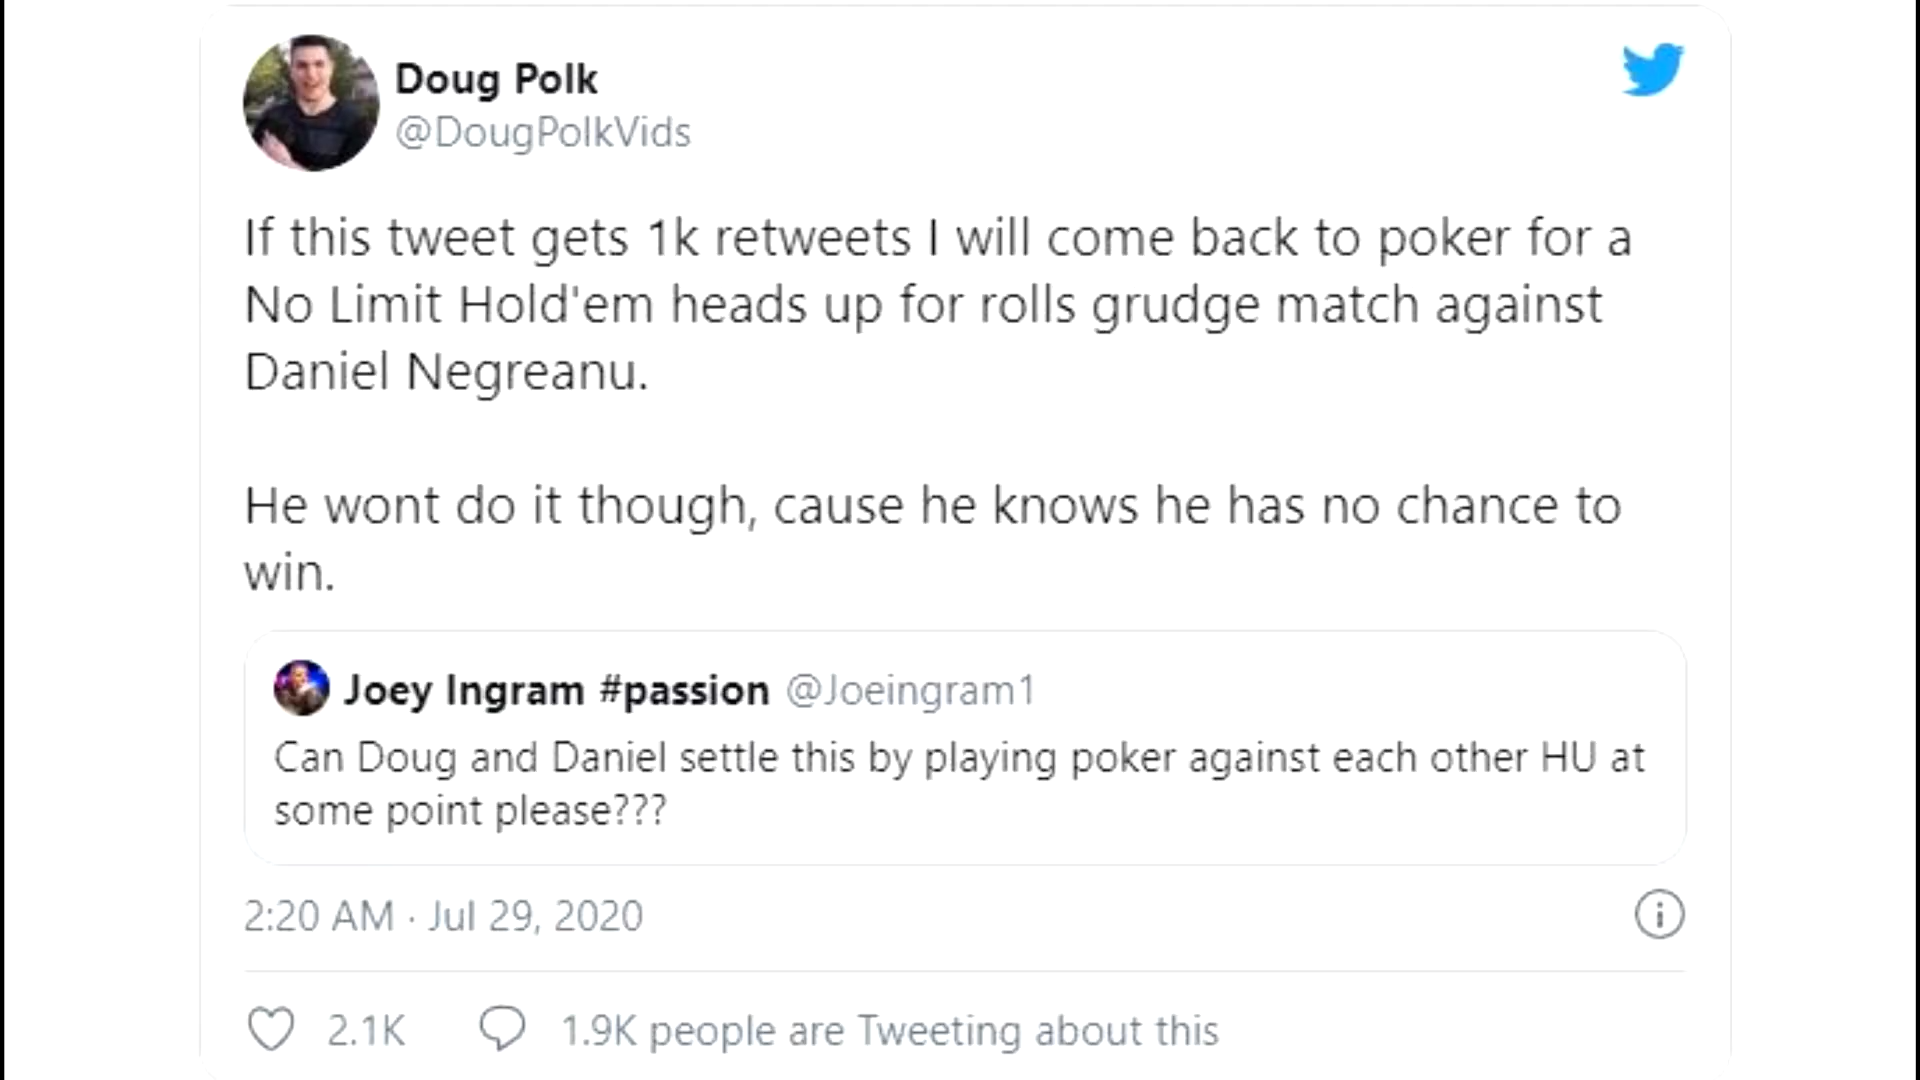 Doug Polk
@DougPolkVids
If this tweet gets 1k retweets I will come back to poker for a
No Limit Hold'em heads up for rolls grudge match against
Daniel Negreanu.
He wont do it though, cause he knows he has no chance to
win.
Joey Ingram #passion @Joeingram1
Can Doug and Daniel settle this by playing poker against each other HU at
some point please???
2:20 AM · Jul 29, 2020
2.1K 1.9K people are Tweeting about this